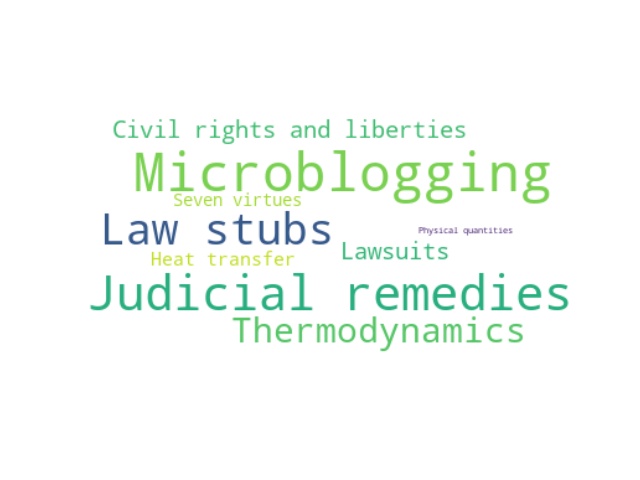 Civil rights and liberties
Microblogging
Seven virtues
Law stubs
Physical quantities
Lawsuits
Heat transfer
Judicial remedies
Thermodynamics